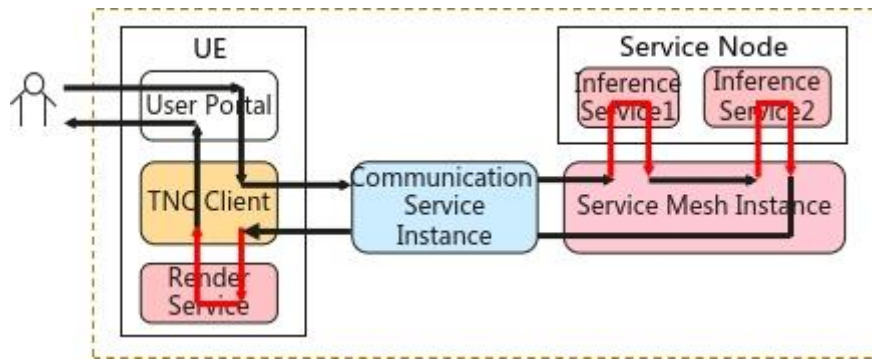 UE
User Portal
TNC Client
Render
Service
Communication
Service
Instance
Service Node
Inference
Service1
Inference
Service2
Service Mesh Instance